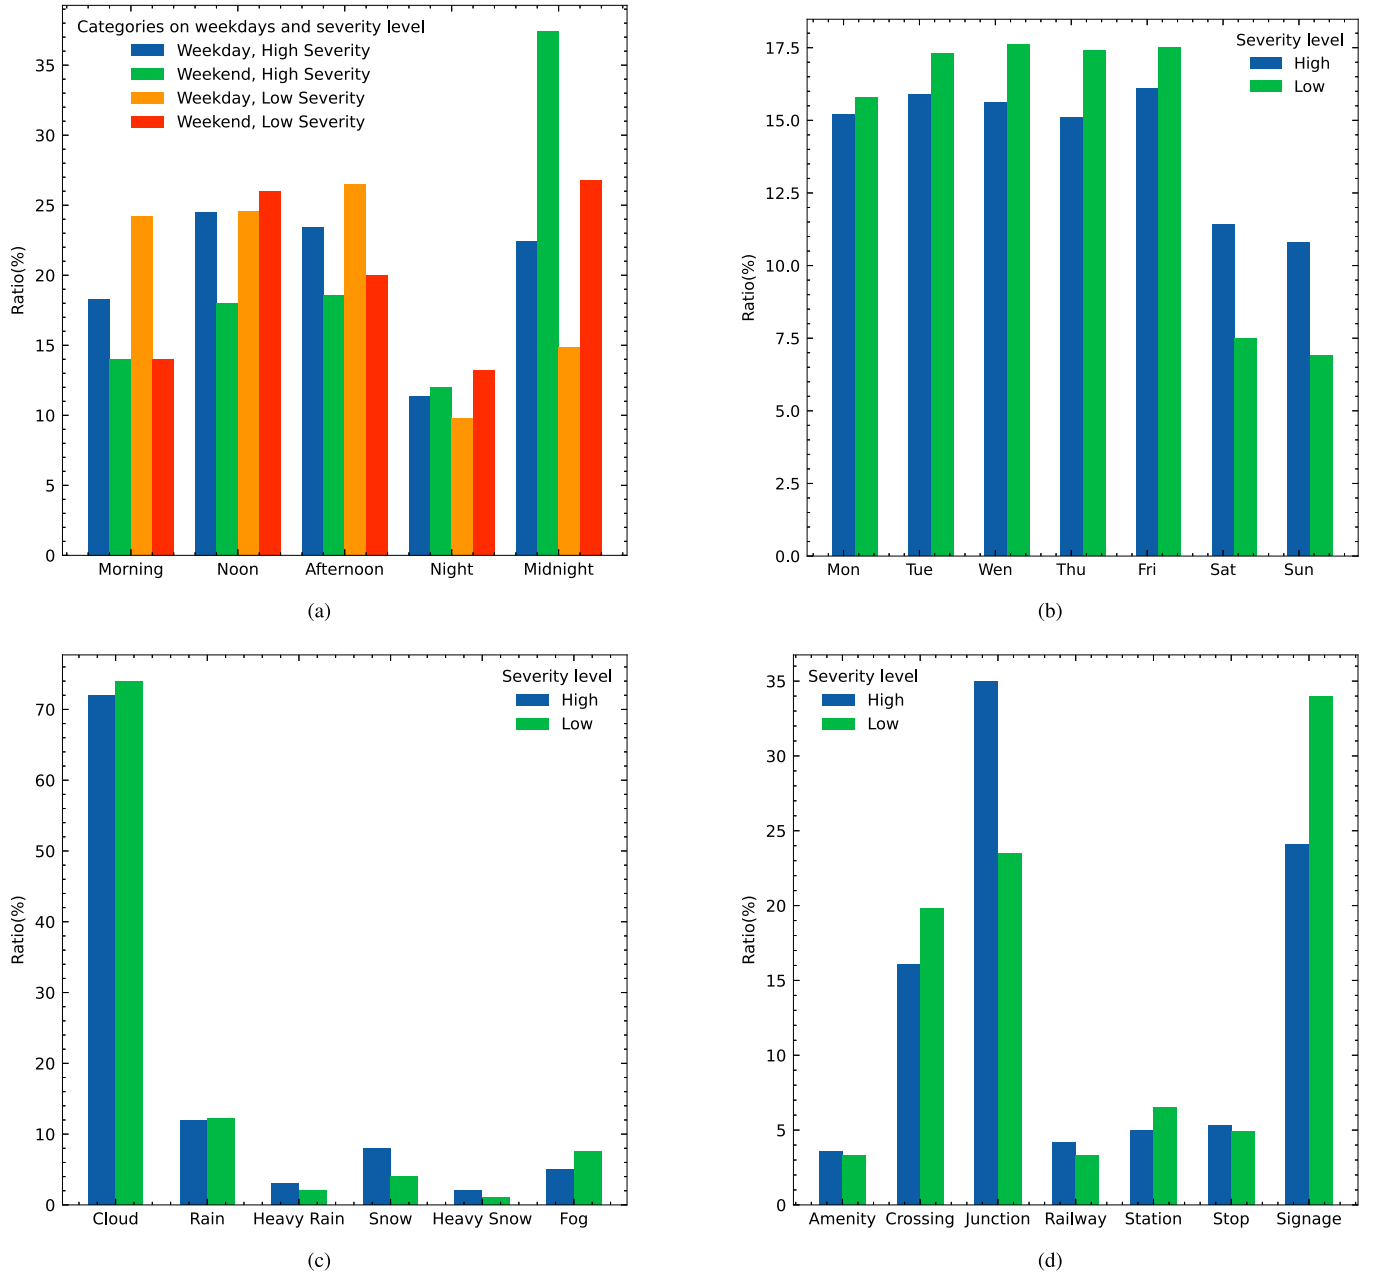 Categories on weekdays and severity level
Weekday, High Severity
Weekend, High Severity
Weekday, Low Severity
Weekend, Low Severity
Ratio(%)
35
30
25
20
15
10
5
0
Morning Noon Afternoon Night Midnight
(a)
Severity level
High
Low
Ratio(%)
17.5
15.0
12.5
10.0
7.5
5.0
2.5
0.0
Mon Tue Wen Thu Fri Sat Sun
(b)
Severity level
High
Low
Ratio(%)
70
60
50
40
30
20
10
0
Cloud Rain Heavy Rain Snow Heavy Snow Fog
(c)
Severity level
High
Low
Ratio(%)
35
30
25
20
15
10
5
0
Amenity Crossing Junction Railway Station Stop Signage
(d)